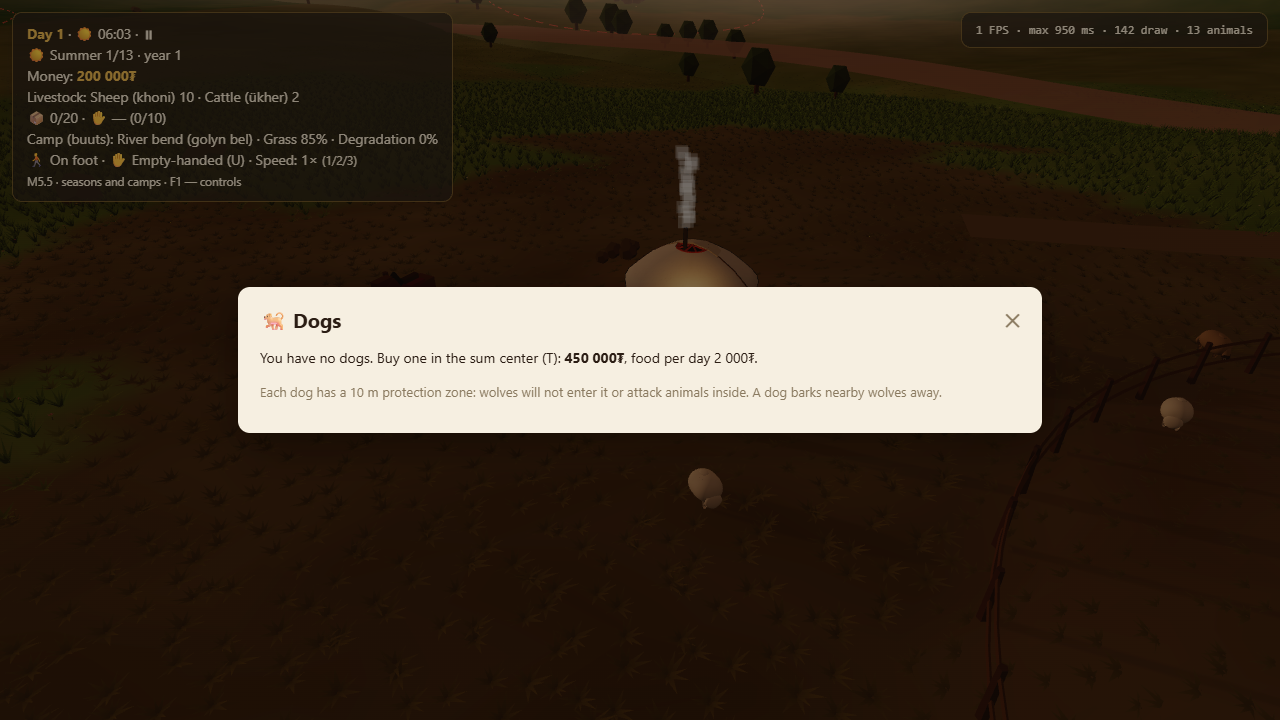 Day 1 · 06:03 ·
Summer 1/13 · year 1
Money: 200 000₮
Livestock: Sheep (khoni) 10 · Cattle (ükher) 2
0/20 · — (0/10)
Camp (buuts): River bend (golyn bel) · Grass 85% · Degradation 0%
On foot · Empty-handed (U) · Speed: 1× (1/2/3)
M5.5 · seasons and camps · F1 — controls
1 FPS · max 950 ms · 142 draw · 13 animals
Dogs
You have no dogs. Buy one in the sum center (T): 450 000₮, food per day 2 000₮.
Each dog has a 10 m protection zone: wolves will not enter it or attack animals inside. A dog barks nearby wolves away.